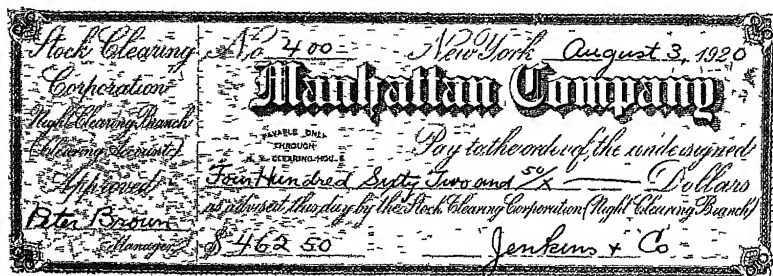 Stock Clearing
Corporation
Night Clearing Branch
(Clearing Account)
Approved
Peter Brown
Manager
No 400 New York August 3, 1920
Manhattan Company
PAYABLE ONLY
THROUGH
CLEARING HOUSE
Pay to the order of the undersigned
Four Hundred Sixty Two and 50/x Dollars
as advised this day by the Stock Clearing Corporation (Night Clearing Branch)
$ 462 50 Jenkins + Co